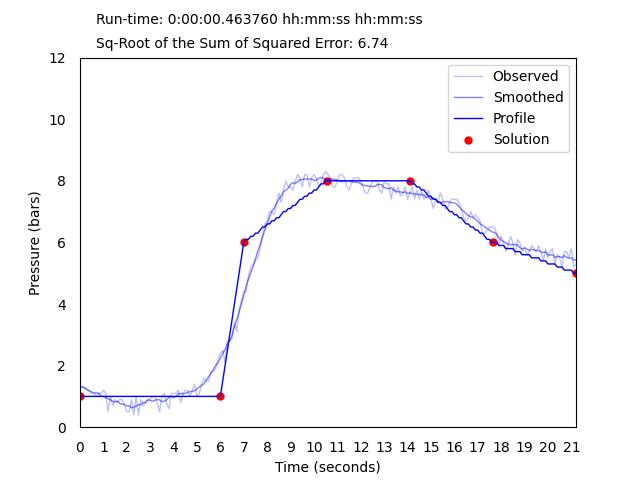 Run-time: 0:00:00.463760 hh:mm:ss hh:mm:ss
Sq-Root of the Sum of Squared Error: 6.74
12
10
8
6
4
2
0
Pressure (bars)
Observed
Smoothed
Profile
Solution
0 1 2 3 4 5 6 7 8 9 10 11 12 13 14 15 16 17 18 19 20 21
Time (seconds)